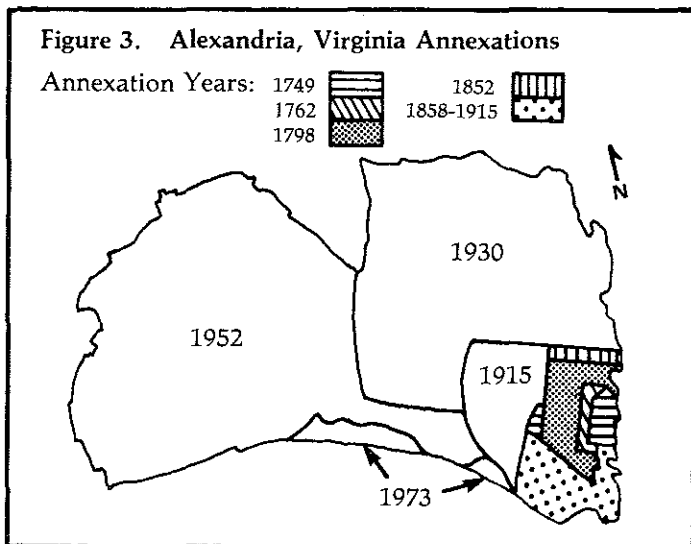 Figure 3. Alexandria, Virginia Annexations
Annexation Years: 1749 1852
1762 1858-1915
1798
N
1930
1952
1915
1973